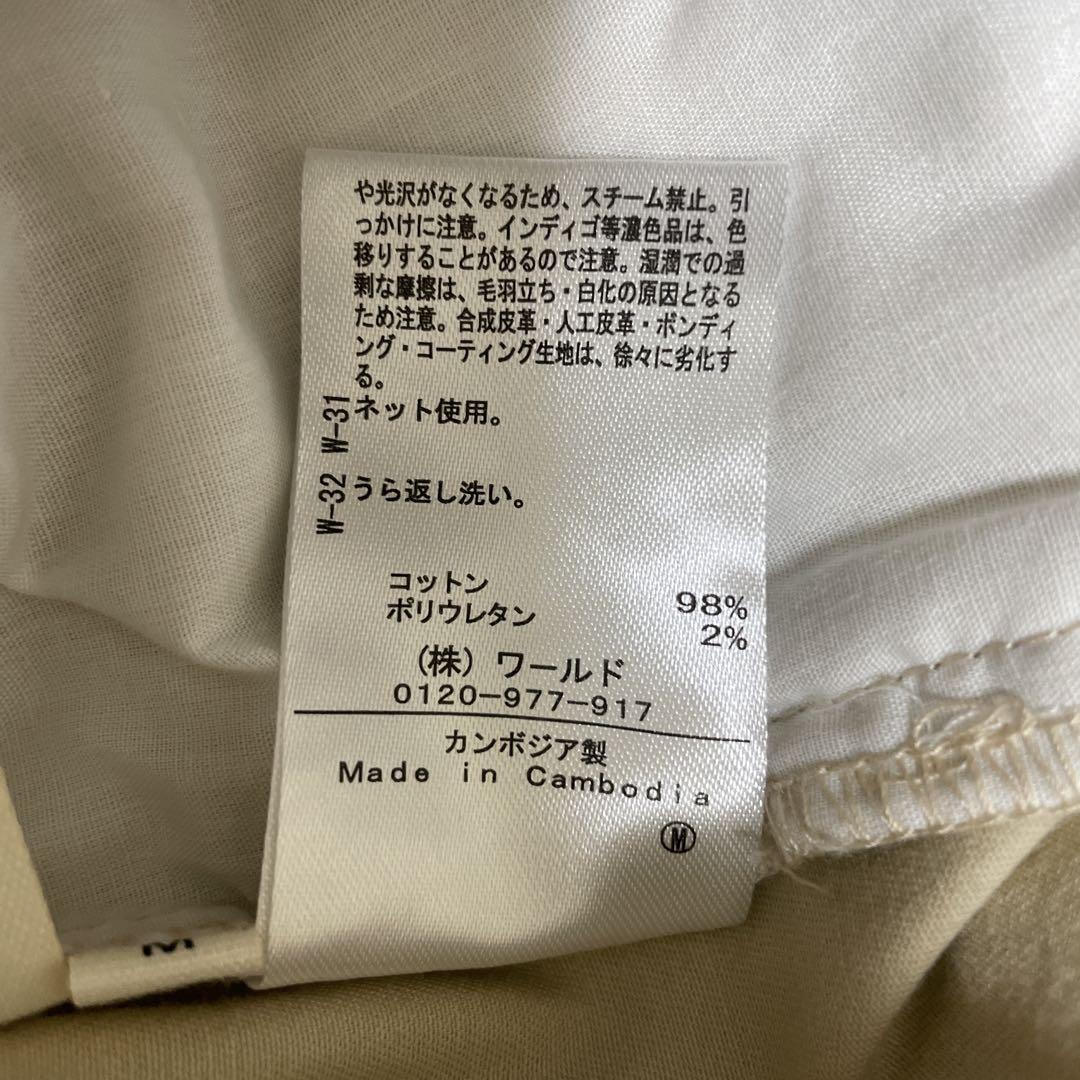 や光沢がなくなるため、スチーム禁止。引
っかけに注意。インディゴ等濃色品は、色
移りすることがあるので注意。湿潤での過
剰な摩擦は、毛羽立ち・白化の原因となる
ため注意。合成皮革・人工皮革・ボンディ
ング・コーティング生地は、徐々に劣化す
る。
W-31 ネット使用。
W-32 うら返し洗い。
コットン 98%
ポリウレタン 2%
(株) ワールド
0120-977-917
カンボジア製
Made in Cambodia
Ⓜ
M